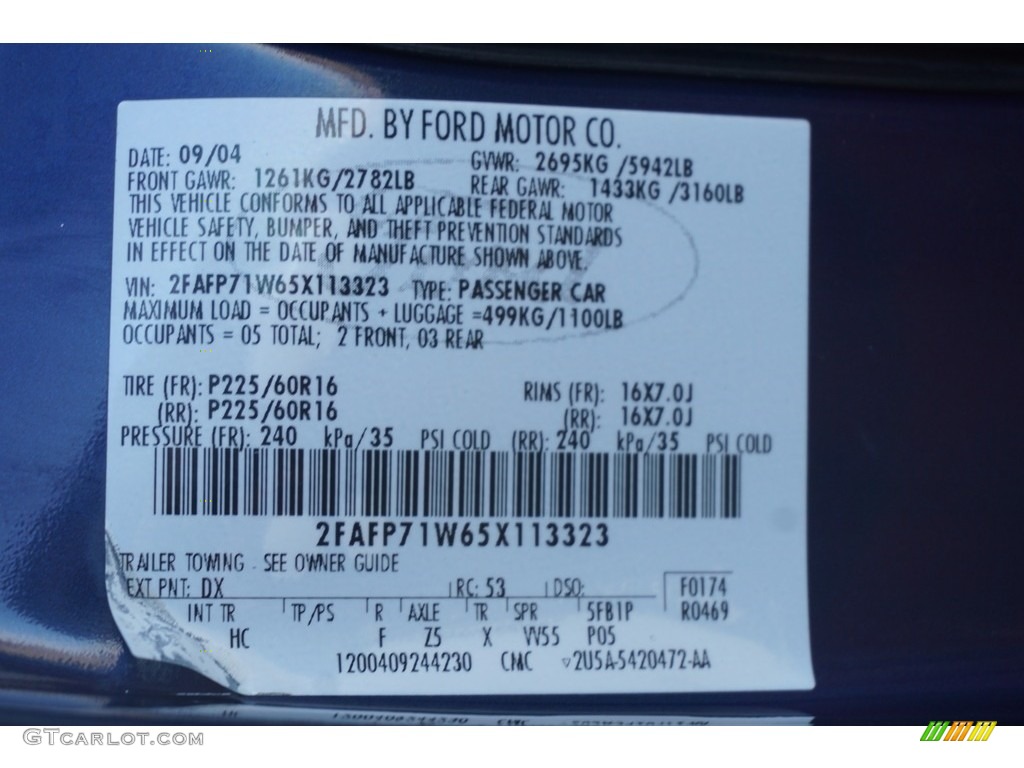 MFD. BY FORD MOTOR CO.
DATE: 09/04 GVWR: 2695KG /5942LB
FRONT GAWR: 1261KG/2782LB REAR GAWR: 1433KG /3160LB
THIS VEHICLE CONFORMS TO ALL APPLICABLE FEDERAL MOTOR
VEHICLE SAFETY, BUMPER, AND THEFT PREVENTION STANDARDS
IN EFFECT ON THE DATE OF MANUFACTURE SHOWN ABOVE.
VIN: 2FAFP71W65X113323 TYPE: PASSENGER CAR
MAXIMUM LOAD = OCCUPANTS + LUGGAGE =499KG/1100LB
OCCUPANTS = 05 TOTAL; 2 FRONT, 03 REAR
TIRE (FR): P225/60R16 RIMS (FR): 16X7.0J
(RR): P225/60R16 (RR): 16X7.0J
PRESSURE (FR): 240 kPa/35 PSI COLD (RR): 240 kPa/35 PSI COLD
2FAFP71W65X113323
TRAILER TOWING - SEE OWNER GUIDE
EXT PNT: DX RC: 53 DSO: F0174
INT TR TP/PS R AXLE TR SPR 5FB1P R0469
HC F Z5 X VV55 P05
1200409244230 CMC 2U5A-5420472-AA
GTCARLOT.COM